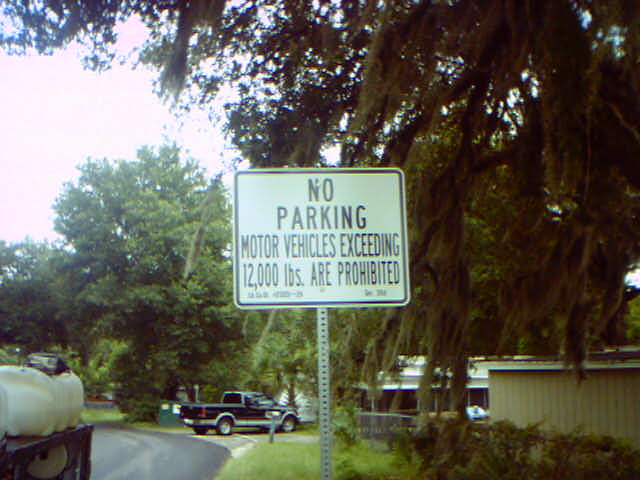 NO
PARKING
MOTOR VEHICLES EXCEEDING
12,000 lbs. ARE PROHIBITED